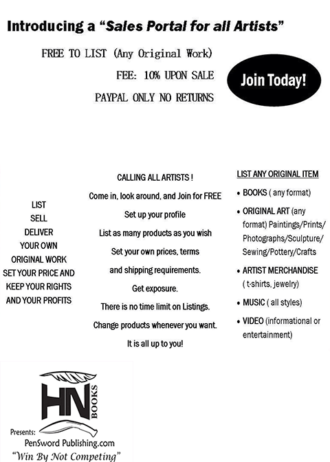 Introducing a "Sales Portal for all Artists"
FREE TO LIST (Any Original Work)
FEE: 10% UPON SALE
PAYPAL ONLY NO RETURNS
Join Today!
LIST
SELL
DELIVER
YOUR OWN
ORIGINAL WORK
SET YOUR PRICE AND
KEEP YOUR RIGHTS
AND YOUR PROFITS
CALLING ALL ARTISTS !
Come in, look around, and Join for FREE
Set up your profile
List as many products as you wish
Set your own prices, terms
and shipping requirements.
Get exposure.
There is no time limit on Listings.
Change products whenever you want.
It is all up to you!
LIST ANY ORIGINAL ITEM
• BOOKS ( any format)
• ORIGINAL ART (any
format) Paintings/Prints/
Photographs/Sculpture/
Sewing/Pottery/Crafts
• ARTIST MERCHANDISE
( t-shirts, jewelry)
• MUSIC ( all styles)
• VIDEO (informational or
entertainment)
HN
BOOKS
Presents:
PenSword Publishing.com
"Win By Not Competing"